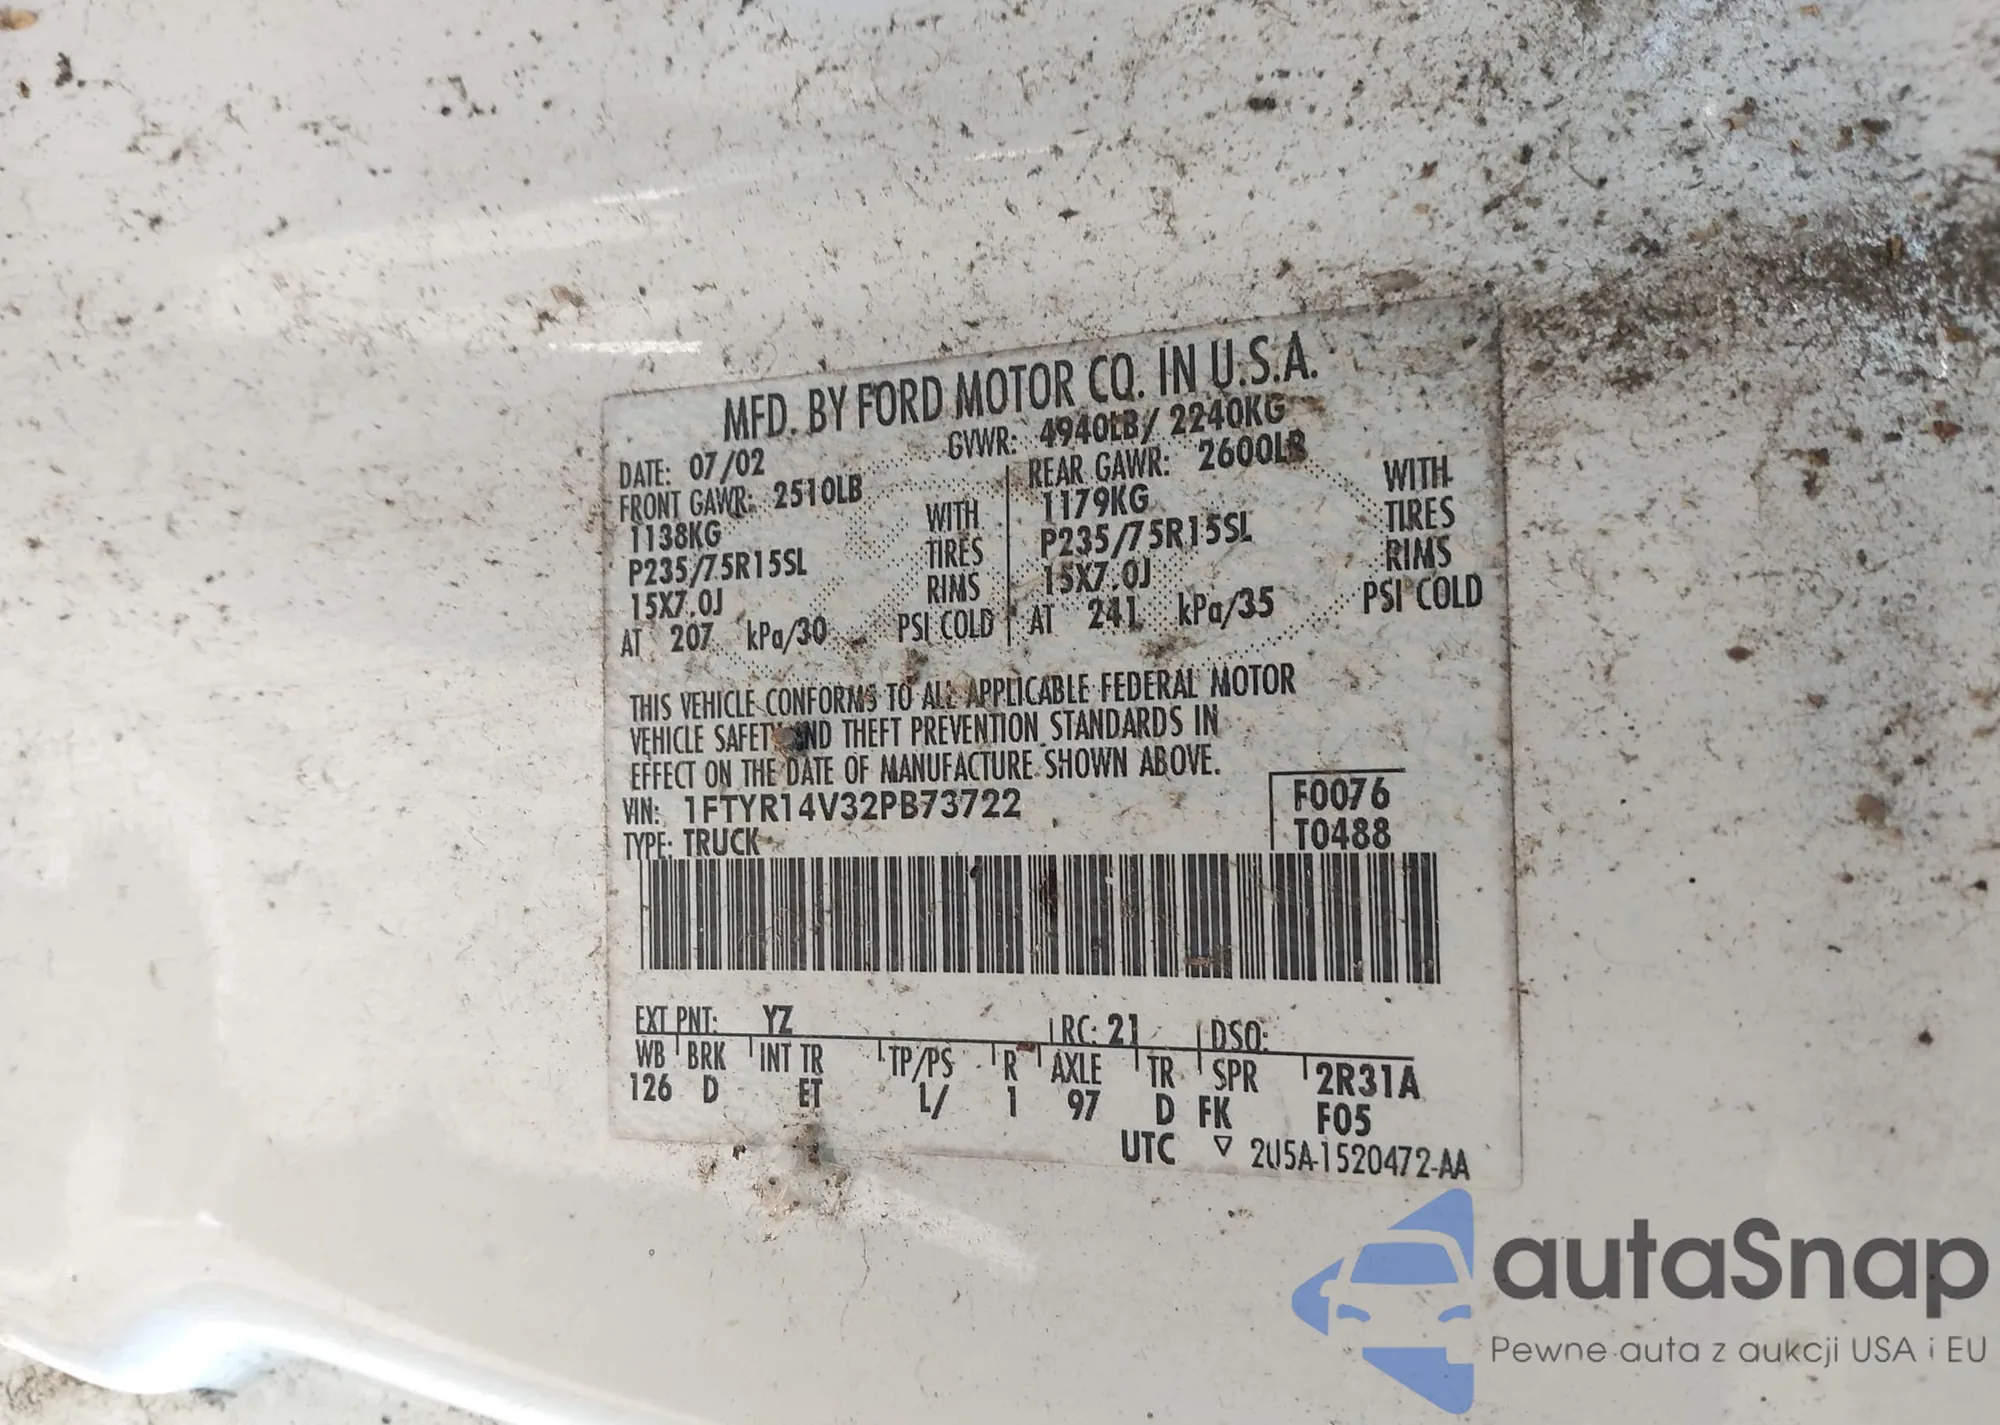 MFD. BY FORD MOTOR CO. IN U.S.A.
DATE: 07/02 GVWR: 4940LB/ 2240KG
FRONT GAWR: 2510LB REAR GAWR: 2600LB
1138KG WITH 1179KG WITH
P235/75R15SL TIRES P235/75R15SL TIRES
15X7.0J RIMS 15X7.0J RIMS
AT 207 kPa/30 PSI COLD AT 241 kPa/35 PSI COLD
THIS VEHICLE CONFORMS TO ALL APPLICABLE FEDERAL MOTOR
VEHICLE SAFETY AND THEFT PREVENTION STANDARDS IN
EFFECT ON THE DATE OF MANUFACTURE SHOWN ABOVE.
VIN: 1FTYR14V32PB73722 F0076
TYPE: TRUCK T0488
EXT PNT: YZ RC: 21 DSO:
WB BRK INT TR TP/PS R AXLE TR SPR 2R31A
126 D ET L/ 1 97 D FK F05
UTC ▽ 2U5A-1520472-AA
autaSnap
Pewne auta z aukcji USA i EU